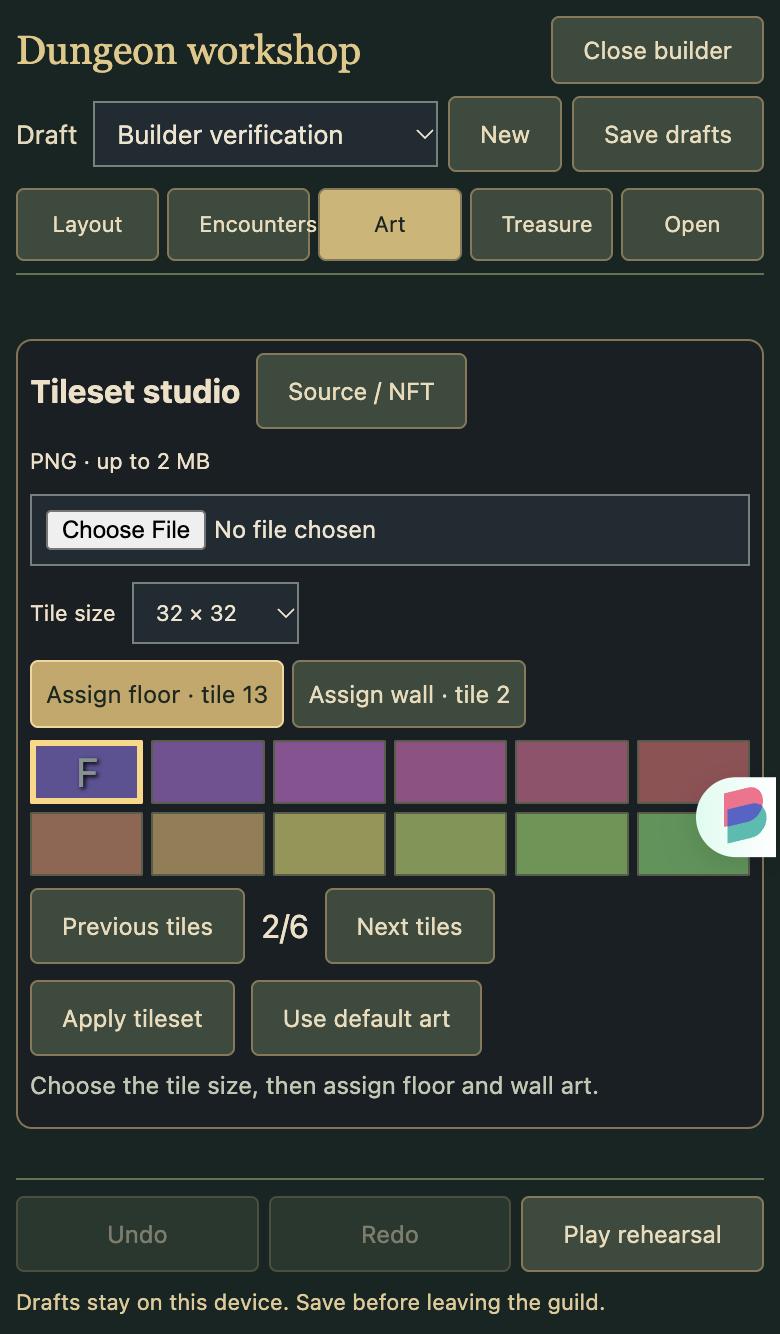 Dungeon workshop
Close builder
Draft
Builder verification
New
Save drafts
Layout
Encounters
Art
Treasure
Open
Tileset studio
Source / NFT
PNG · up to 2 MB
Choose File No file chosen
Tile size
32 × 32
Assign floor · tile 13
Assign wall · tile 2
F
Previous tiles
2/6
Next tiles
Apply tileset
Use default art
Choose the tile size, then assign floor and wall art.
Undo
Redo
Play rehearsal
Drafts stay on this device. Save before leaving the guild.